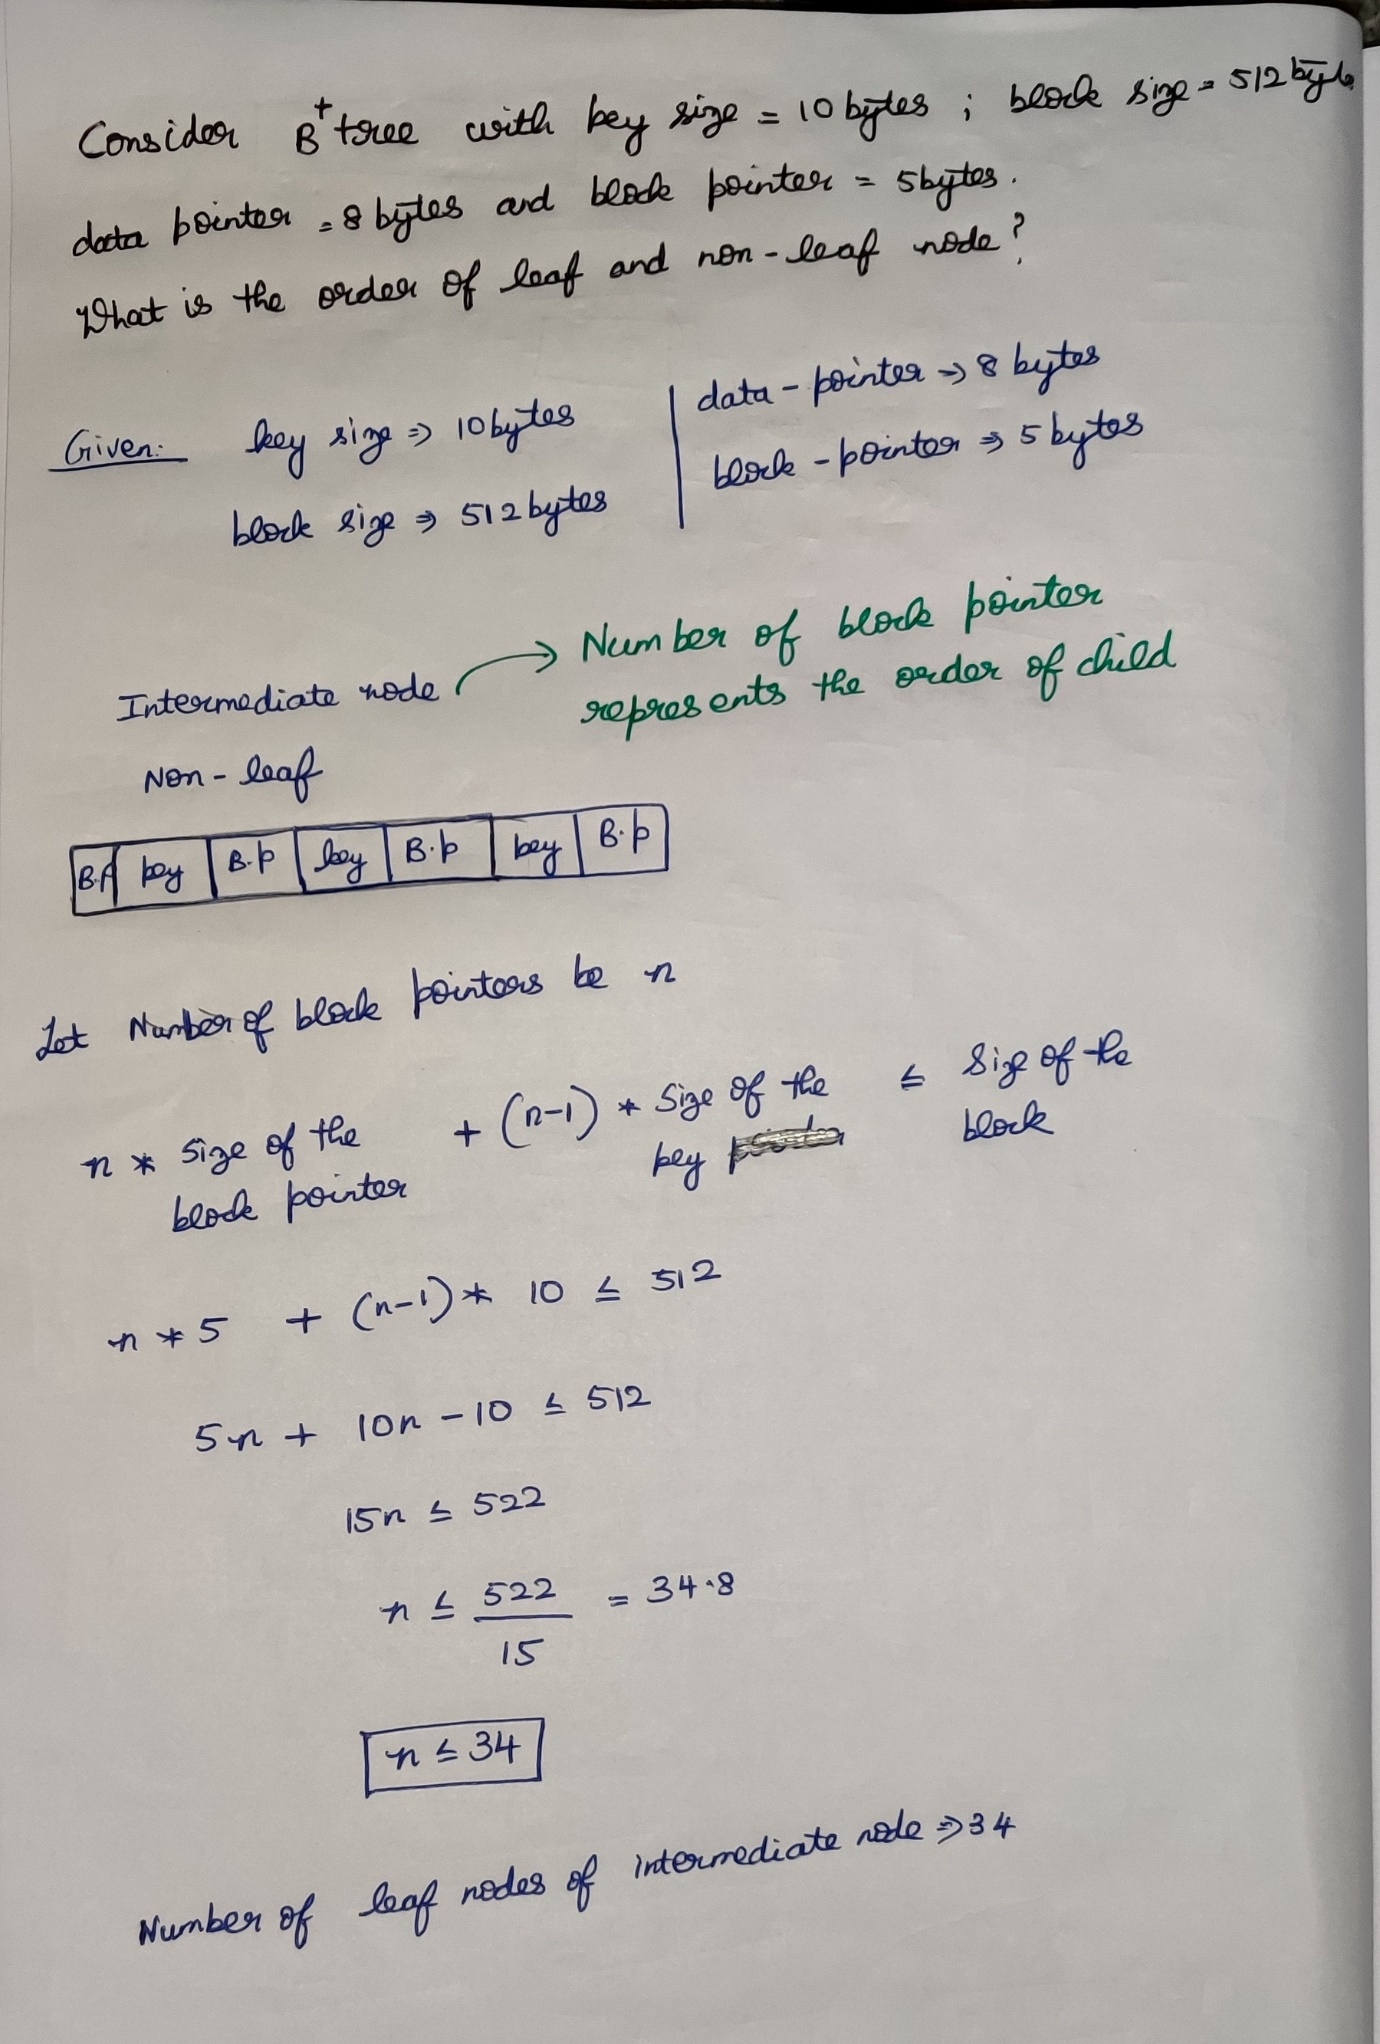 Consider B+ tree with key size = 10 bytes ; block size = 512 byte
data pointer = 8 bytes and block pointer = 5 bytes.
What is the order of leaf and non-leaf node?
Given: key size => 10 bytes | data - pointer => 8 bytes
block size => 512 bytes | block - pointer => 5 bytes
Intermediate node → Number of block pointer
represents the order of child
Non - leaf
B.P key B.P key B.P key B.P
Let Number of block pointers be n
n * size of the + (n-1) * size of the ≤ size of the
block pointer key block
n * 5 + (n-1) * 10 ≤ 512
5n + 10n - 10 ≤ 512
15n ≤ 522
n ≤ 522 = 34.8
15
n ≤ 34
Number of leaf nodes of intermediate node => 34